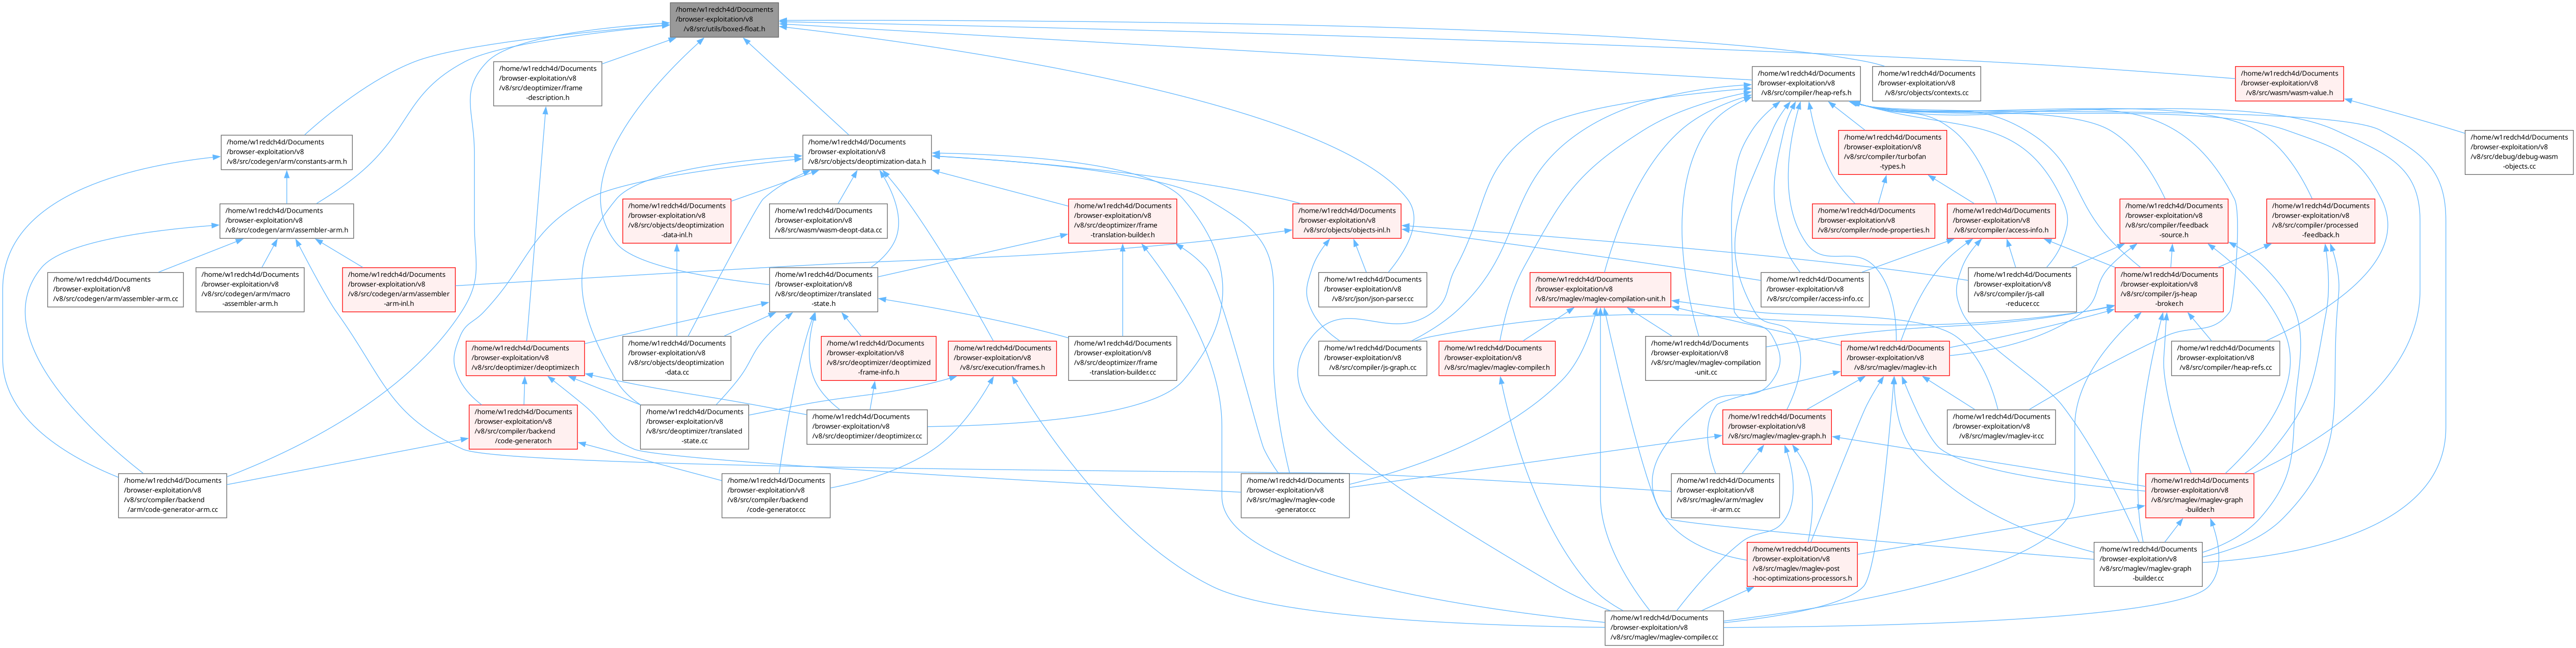 /home/w1redch4d/Documents
/browser-exploitation/v8
/v8/src/utils/boxed-float.h
/home/w1redch4d/Documents
/browser-exploitation/v8
/v8/src/deoptimizer/frame
-description.h
/home/w1redch4d/Documents
/browser-exploitation/v8
/v8/src/compiler/heap-refs.h
/home/w1redch4d/Documents
/browser-exploitation/v8
/v8/src/objects/contexts.cc
/home/w1redch4d/Documents
/browser-exploitation/v8
/v8/src/wasm/wasm-value.h
/home/w1redch4d/Documents
/browser-exploitation/v8
/v8/src/codegen/arm/constants-arm.h
/home/w1redch4d/Documents
/browser-exploitation/v8
/v8/src/objects/deoptimization-data.h
/home/w1redch4d/Documents
/browser-exploitation/v8
/v8/src/compiler/turbofan
-types.h
/home/w1redch4d/Documents
/browser-exploitation/v8
/v8/src/debug/debug-wasm
-objects.cc
/home/w1redch4d/Documents
/browser-exploitation/v8
/v8/src/codegen/arm/assembler-arm.h
/home/w1redch4d/Documents
/browser-exploitation/v8
/v8/src/objects/deoptimization
-data-inl.h
/home/w1redch4d/Documents
/browser-exploitation/v8
/v8/src/wasm/wasm-deopt-data.cc
/home/w1redch4d/Documents
/browser-exploitation/v8
/v8/src/deoptimizer/frame
-translation-builder.h
/home/w1redch4d/Documents
/browser-exploitation/v8
/v8/src/objects/objects-inl.h
/home/w1redch4d/Documents
/browser-exploitation/v8
/v8/src/compiler/node-properties.h
/home/w1redch4d/Documents
/browser-exploitation/v8
/v8/src/compiler/access-info.h
/home/w1redch4d/Documents
/browser-exploitation/v8
/v8/src/compiler/feedback
-source.h
/home/w1redch4d/Documents
/browser-exploitation/v8
/v8/src/compiler/processed
-feedback.h
/home/w1redch4d/Documents
/browser-exploitation/v8
/v8/src/codegen/arm/assembler-arm.cc
/home/w1redch4d/Documents
/browser-exploitation/v8
/v8/src/codegen/arm/macro
-assembler-arm.h
/home/w1redch4d/Documents
/browser-exploitation/v8
/v8/src/codegen/arm/assembler
-arm-inl.h
/home/w1redch4d/Documents
/browser-exploitation/v8
/v8/src/deoptimizer/translated
-state.h
/home/w1redch4d/Documents
/browser-exploitation/v8
/v8/src/json/json-parser.cc
/home/w1redch4d/Documents
/browser-exploitation/v8
/v8/src/maglev/maglev-compilation-unit.h
/home/w1redch4d/Documents
/browser-exploitation/v8
/v8/src/compiler/access-info.cc
/home/w1redch4d/Documents
/browser-exploitation/v8
/v8/src/compiler/js-call
-reducer.cc
/home/w1redch4d/Documents
/browser-exploitation/v8
/v8/src/compiler/js-heap
-broker.h
/home/w1redch4d/Documents
/browser-exploitation/v8
/v8/src/deoptimizer/deoptimizer.h
/home/w1redch4d/Documents
/browser-exploitation/v8
/v8/src/objects/deoptimization
-data.cc
/home/w1redch4d/Documents
/browser-exploitation/v8
/v8/src/deoptimizer/deoptimized
-frame-info.h
/home/w1redch4d/Documents
/browser-exploitation/v8
/v8/src/execution/frames.h
/home/w1redch4d/Documents
/browser-exploitation/v8
/v8/src/deoptimizer/frame
-translation-builder.cc
/home/w1redch4d/Documents
/browser-exploitation/v8
/v8/src/compiler/js-graph.cc
/home/w1redch4d/Documents
/browser-exploitation/v8
/v8/src/maglev/maglev-compiler.h
/home/w1redch4d/Documents
/browser-exploitation/v8
/v8/src/maglev/maglev-compilation
-unit.cc
/home/w1redch4d/Documents
/browser-exploitation/v8
/v8/src/maglev/maglev-ir.h
/home/w1redch4d/Documents
/browser-exploitation/v8
/v8/src/compiler/heap-refs.cc
/home/w1redch4d/Documents
/browser-exploitation/v8
/v8/src/compiler/backend
/code-generator.h
/home/w1redch4d/Documents
/browser-exploitation/v8
/v8/src/deoptimizer/translated
-state.cc
/home/w1redch4d/Documents
/browser-exploitation/v8
/v8/src/deoptimizer/deoptimizer.cc
/home/w1redch4d/Documents
/browser-exploitation/v8
/v8/src/maglev/maglev-graph.h
/home/w1redch4d/Documents
/browser-exploitation/v8
/v8/src/maglev/maglev-ir.cc
/home/w1redch4d/Documents
/browser-exploitation/v8
/v8/src/compiler/backend
/arm/code-generator-arm.cc
/home/w1redch4d/Documents
/browser-exploitation/v8
/v8/src/compiler/backend
/code-generator.cc
/home/w1redch4d/Documents
/browser-exploitation/v8
/v8/src/maglev/maglev-code
-generator.cc
/home/w1redch4d/Documents
/browser-exploitation/v8
/v8/src/maglev/arm/maglev
-ir-arm.cc
/home/w1redch4d/Documents
/browser-exploitation/v8
/v8/src/maglev/maglev-graph
-builder.h
/home/w1redch4d/Documents
/browser-exploitation/v8
/v8/src/maglev/maglev-post
-hoc-optimizations-processors.h
/home/w1redch4d/Documents
/browser-exploitation/v8
/v8/src/maglev/maglev-graph
-builder.cc
/home/w1redch4d/Documents
/browser-exploitation/v8
/v8/src/maglev/maglev-compiler.cc